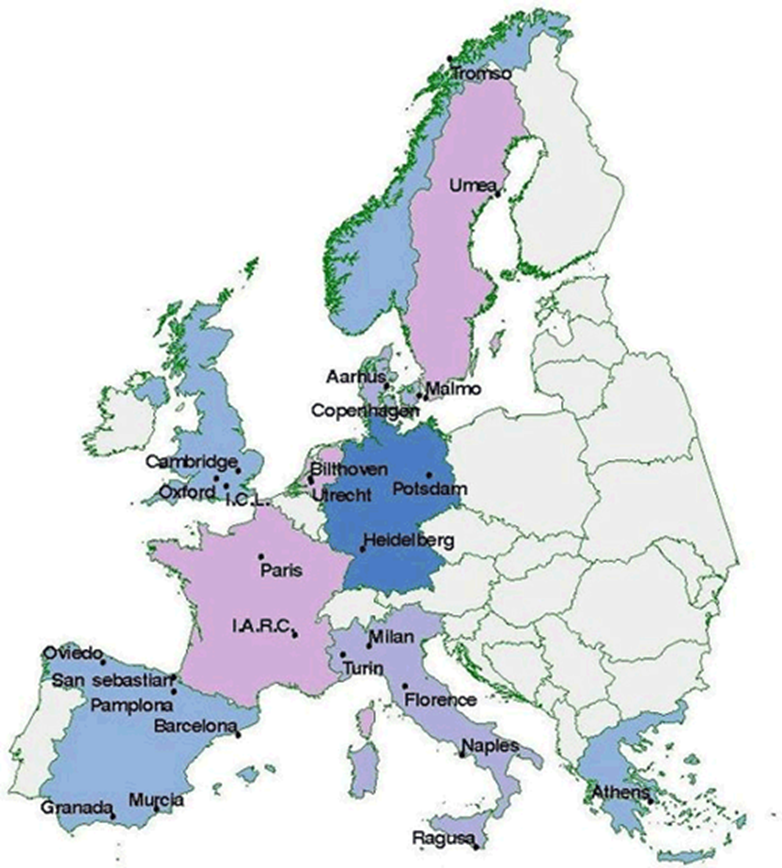 Tromso
Umea
Aarhus
Malmo
Copenhagen
Cambridge
Bilthoven
Oxford
I.C.L.
Utrecht
Potsdam
Heidelberg
Paris
I.A.R.C.
Milan
Oviedo
Turin
San sebastian
Pamplona
Florence
Barcelona
Naples
Athens
Murcia
Granada
Ragusa